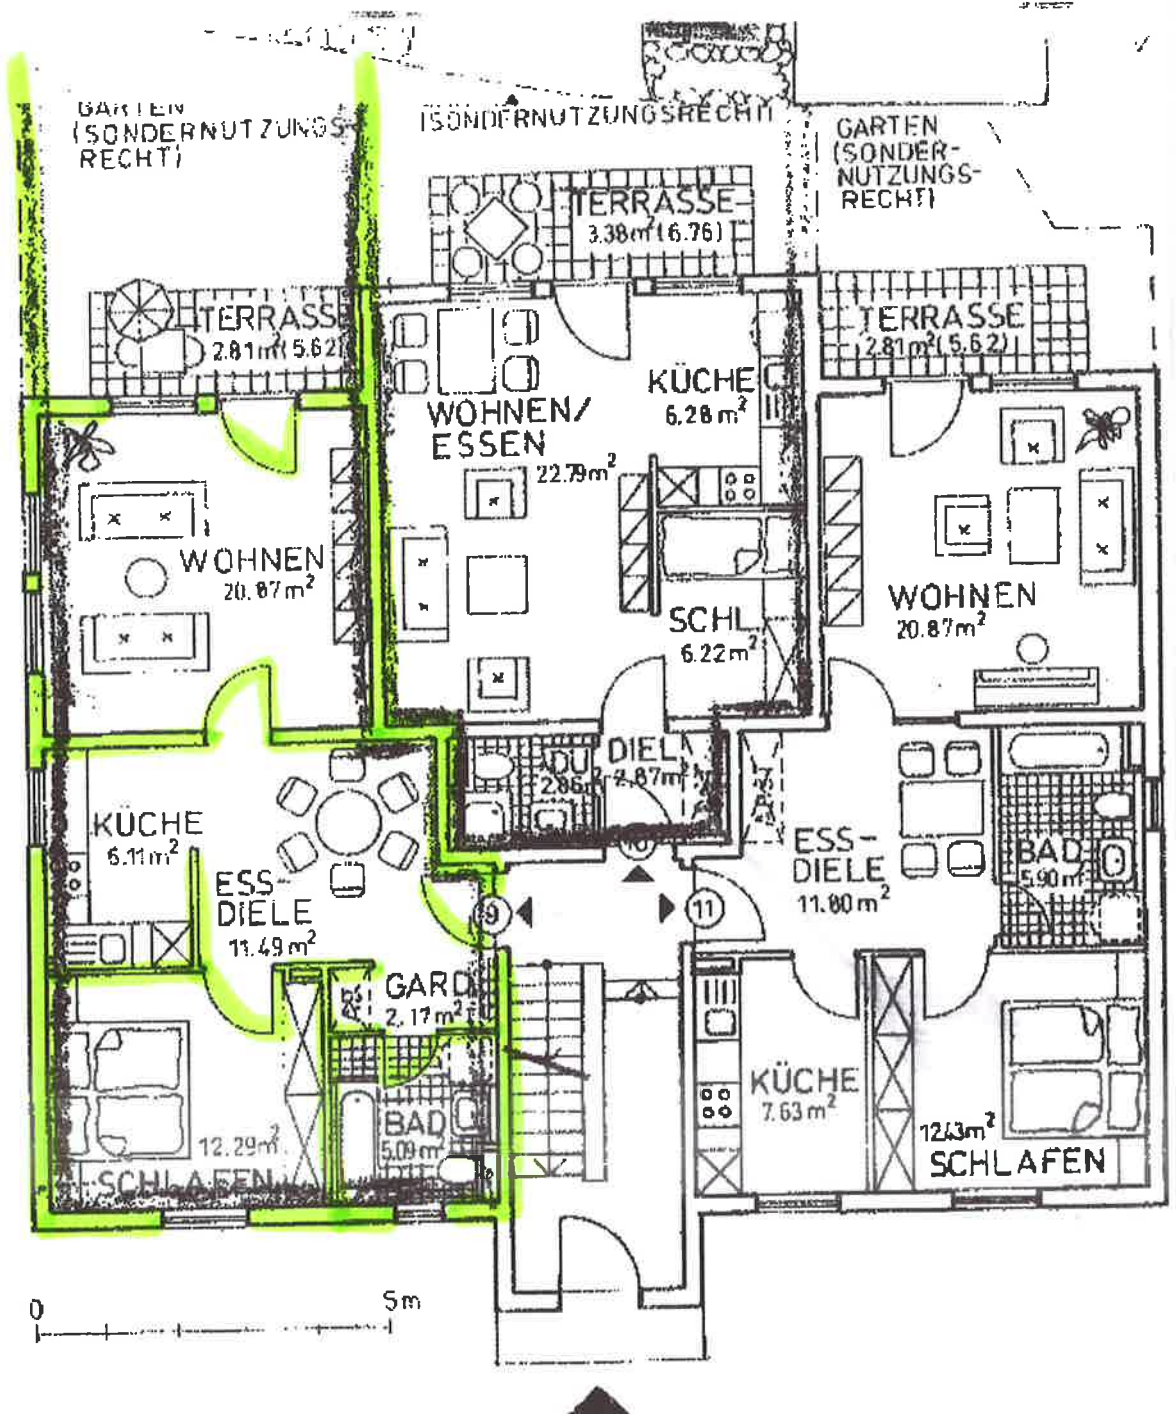 GARTEN
(SONDERNUTZUNGS-
RECHT)
(SONDERNUTZUNGSRECHT)
GARTEN
(SONDER-
NUTZUNGS-
RECHT)
TERRASSE
3.38m²(6.76)
TERRASSE
2.81m²(5.62)
TERRASSE
2.81m²(5.62)
WOHNEN/
ESSEN
22.79m²
KÜCHE
6.28m²
WOHNEN
20.87m²
SCHL
6.22m²
WOHNEN
20.87m²
DU
2.86m²
DIEL
2.87m²
KÜCHE
6.11m²
ESS-
DIELE
11.49m²
ESS-
DIELE
11.80m²
BAD
5.90m²
9
10
11
GARD
2.17m²
BAD
5.09m²
12.29m²
SCHLAFEN
KÜCHE
7.63m²
12.43m²
SCHLAFEN
0
5m